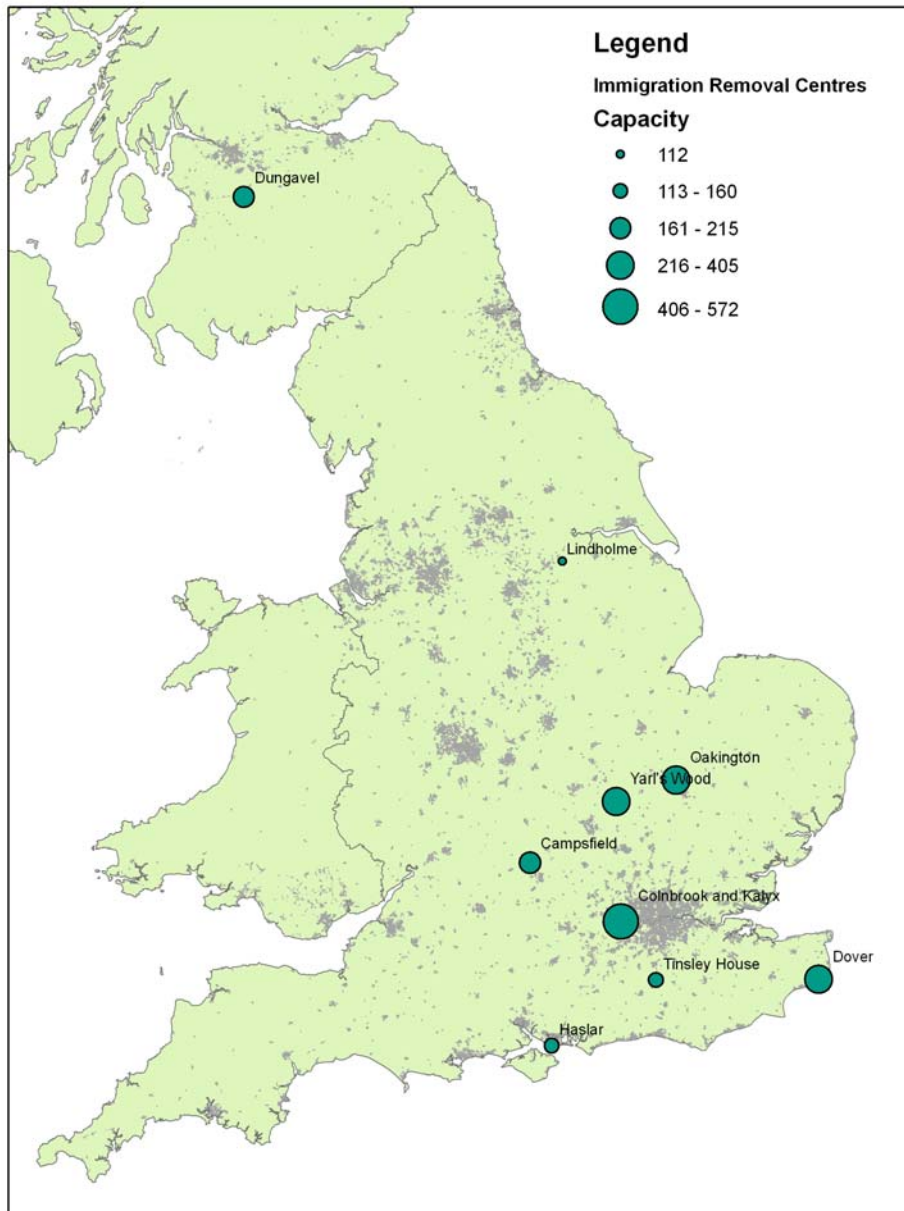 Legend
Immigration Removal Centres
Capacity
112
113 - 160
161 - 215
216 - 405
406 - 572
Dungavel
Lindholme
Oakington
Yarl's Wood
Campsfield
Colnbrook and Kalyx
Tinsley House
Dover
Haslar